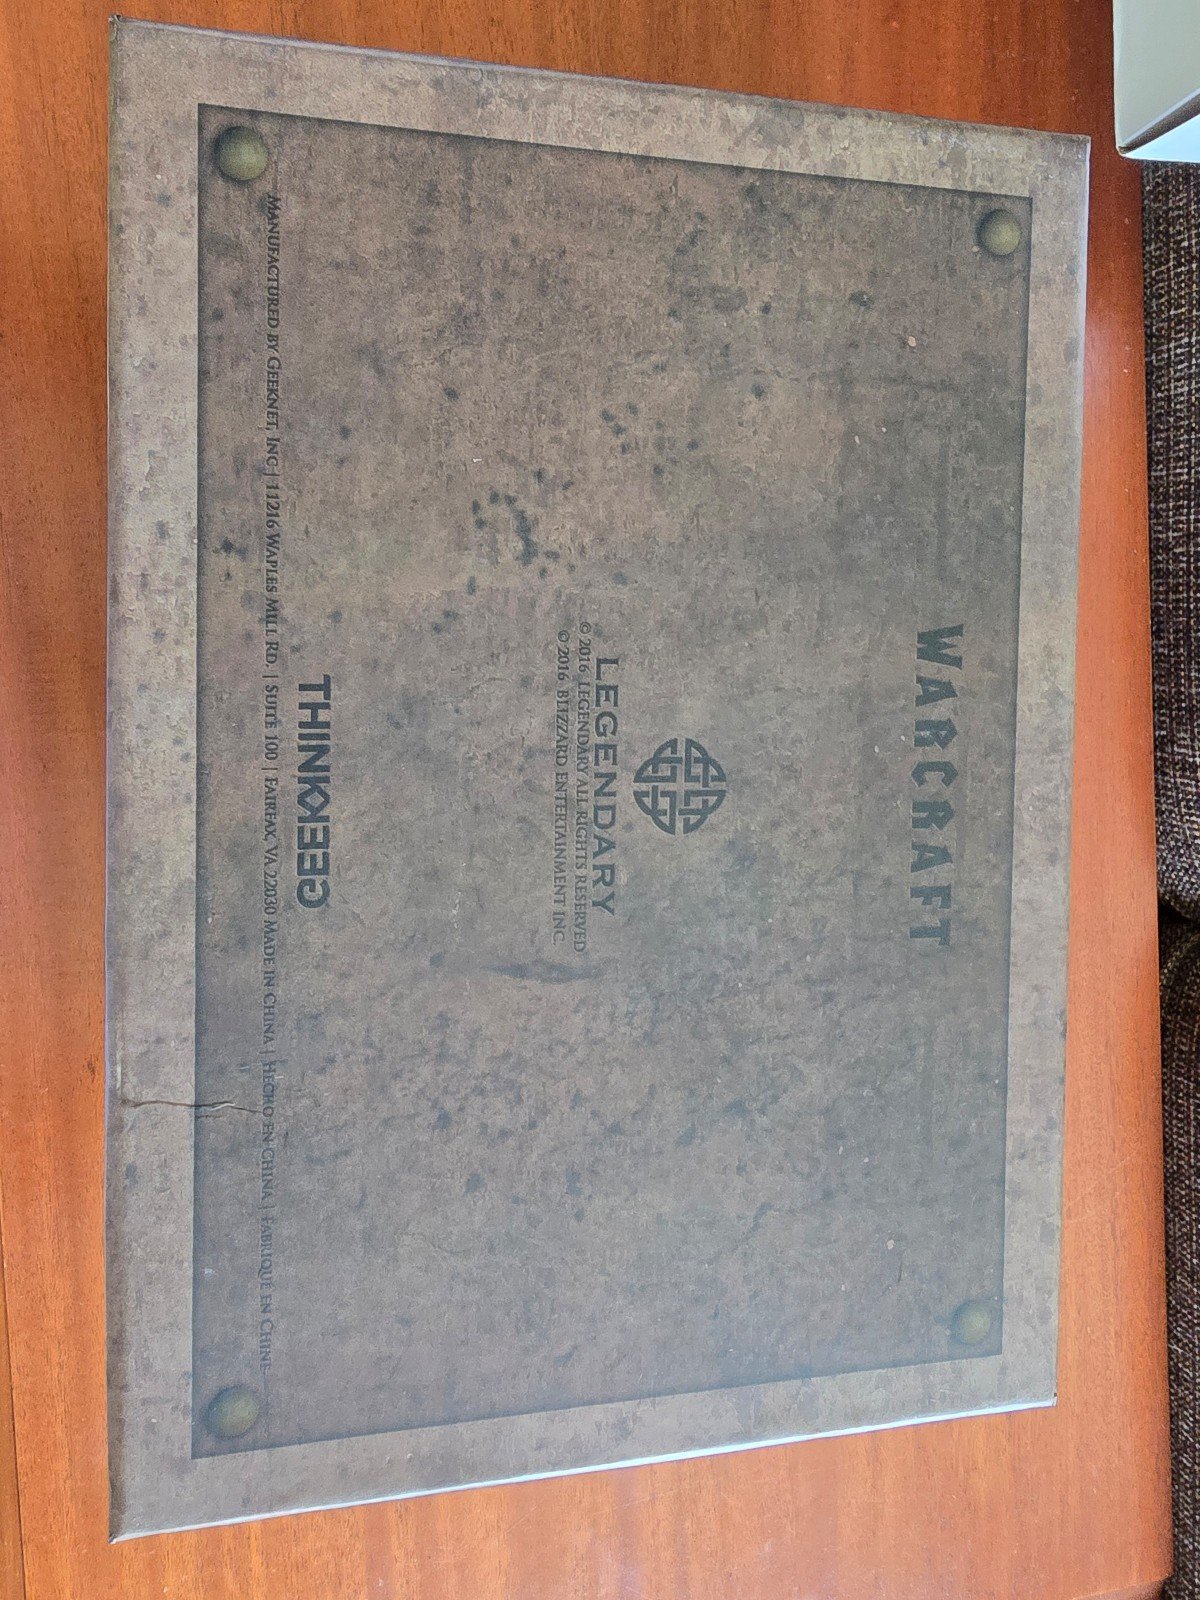 WARCRAFT
LEGENDARY
© 2016 LEGENDARY ALL RIGHTS RESERVED
© 2016 BLIZZARD ENTERTAINMENT INC.
THINKGEEK
MANUFACTURED BY GEEKNET, INC | 11216 WAPLES MILL RD. | SUITE 100 | FAIRFAX, VA 22030 MADE IN CHINA | HECHO EN CHINA | FABRIQUÉ EN CHINE